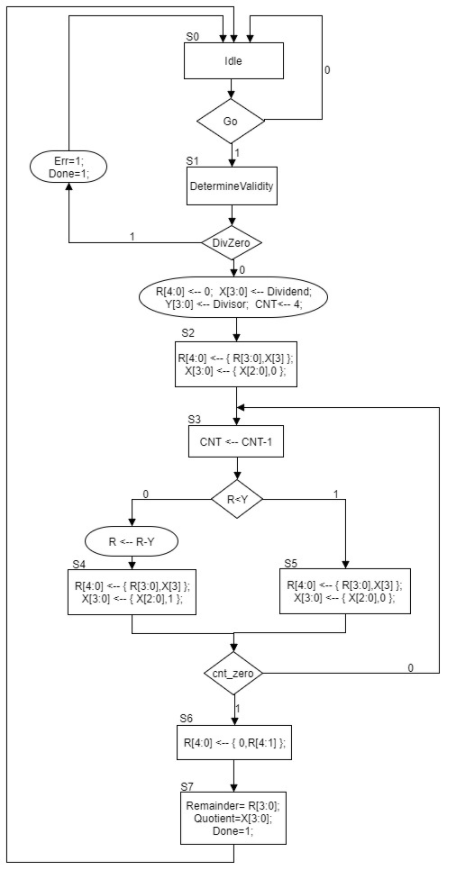 S0
Idle
0
Go
1
Err=1;
Done=1;
S1
DetermineValidity
1
DivZero
0
R[4:0] <-- 0;  X[3:0] <-- Dividend;
Y[3:0] <-- Divisor;  CNT<-- 4;
S2
R[4:0] <-- { R[3:0],X[3] };
X[3:0] <-- { X[2:0],0 };
S3
CNT <-- CNT-1
0
R<Y
1
R <-- R-Y
S4
R[4:0] <-- { R[3:0],X[3] };
X[3:0] <-- { X[2:0],1 };
S5
R[4:0] <-- { R[3:0],X[3] };
X[3:0] <-- { X[2:0],0 };
cnt_zero
0
1
S6
R[4:0] <-- { 0,R[4:1] };
S7
Remainder= R[3:0];
Quotient=X[3:0];
Done=1;